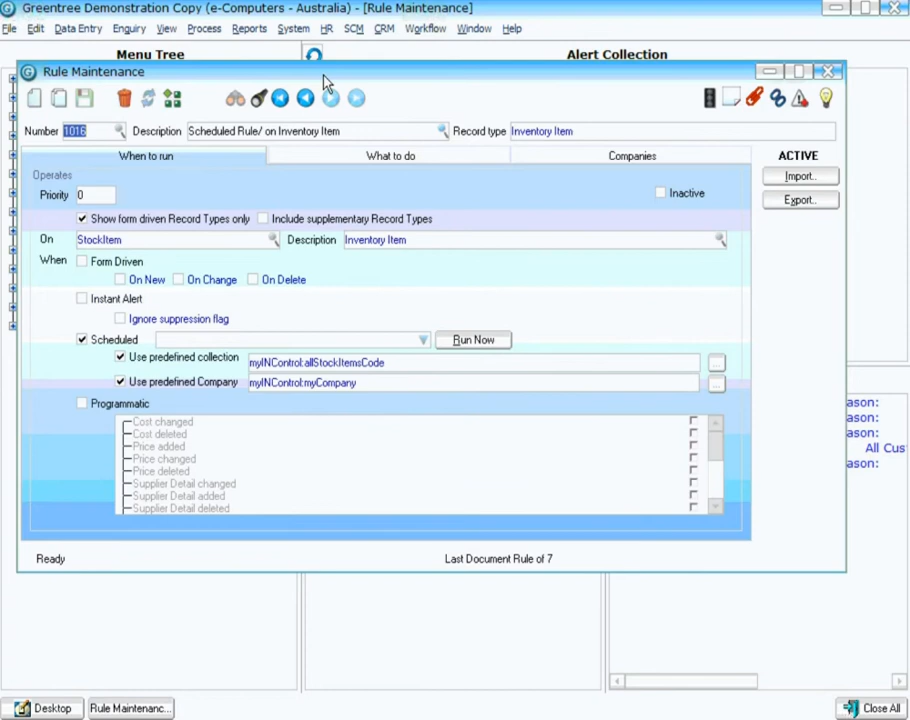 Greentree Demonstration Copy (e-Computers - Australia) - [Rule Maintenance]
File Edit Data Entry Enquiry View Process Reports System HR SCM CRM Workflow Window Help
Menu Tree Alert Collection
Rule Maintenance
Number 1016 Description Scheduled Rule/ on Inventory Item Record type Inventory Item
When to run What to do Companies ACTIVE
Operates Import..
Priority 0 Inactive Export..
Show form driven Record Types only Include supplementary Record Types
On StockItem Description Inventory Item
When Form Driven
On New On Change On Delete
Instant Alert
Ignore suppression flag
Scheduled Run Now
Use predefined collection myINControl:allStockItemsCode ...
Use predefined Company myINControl:myCompany ...
Programmatic
ason:
Cost changed
ason:
Cost deleted
ason:
Price added
All Cus
Price changed
ason:
Price deleted
Supplier Detail changed
Supplier Detail added
Supplier Detail deleted
Ready Last Document Rule of 7
Desktop Rule Maintenanc... Close All